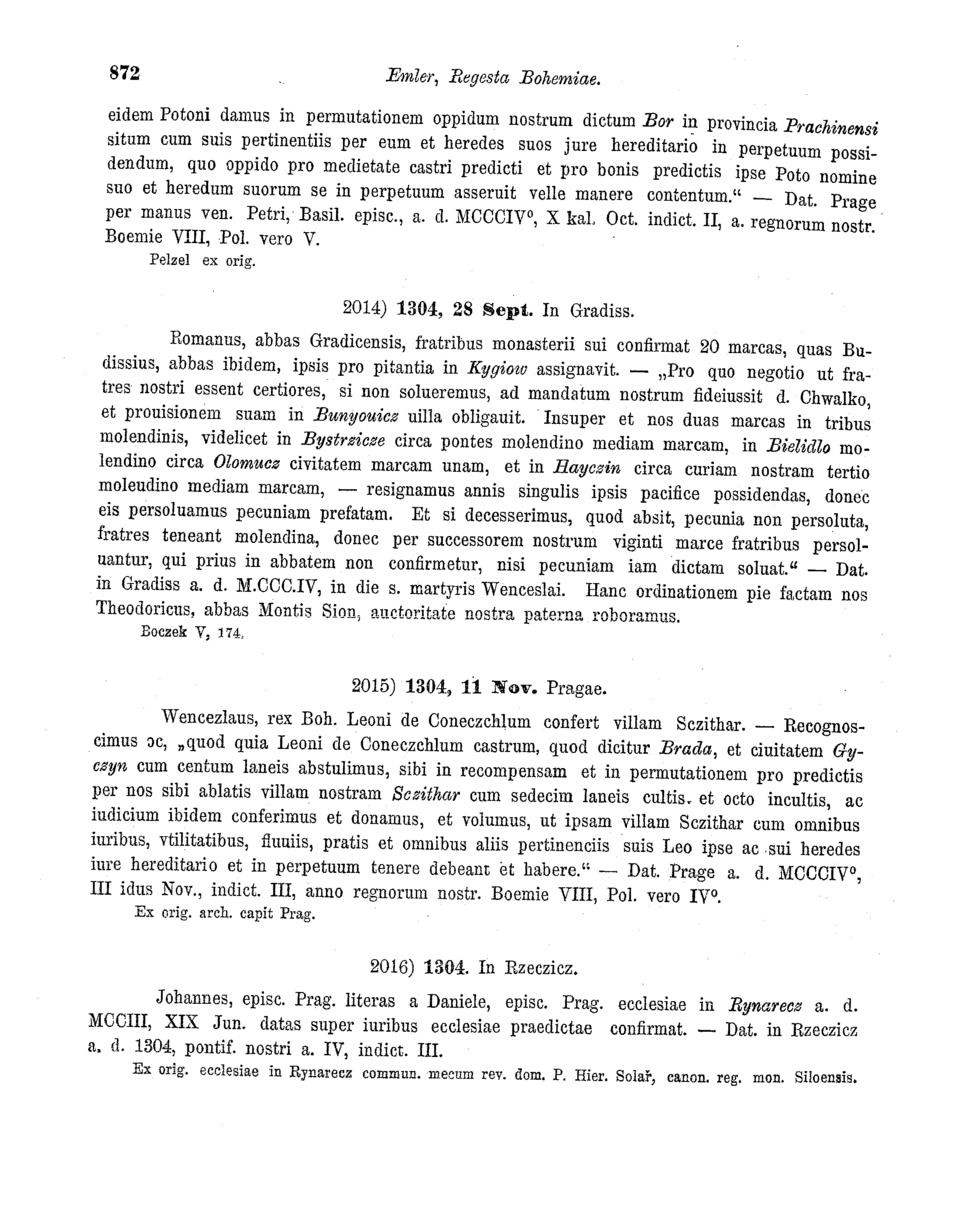 872
Emler, Regesta Bohemiae.
eidem Potoni damus in permutationem oppidum nostrum dictum Bor in provincia Prachinensi
situm cum suis pertinentiis per eum et heredes suos jure hereditario in perpetuum possi-
dendum, quo oppido pro medietate castri predicti et pro bonis predictis ipse Poto nomine
suo et heredum suorum se in perpetuum asseruit velle manere contentum.“ — Dat. Prage
per manus ven. Petri, Basil. episc., a. d. MCCCIV⁰, X kal. Oct. indict. II, a. regnorum nostr.
Boemie VIII, Pol. vero V.
Pelzel ex orig.
2014) 1304, 28 Sept. In Gradiss.
Romanus, abbas Gradicensis, fratribus monasterii sui confirmat 20 marcas, quas Bu-
dissius, abbas ibidem, ipsis pro pitantia in Kygiow assignavit. — „Pro quo negotio ut fra-
tres nostri essent certiores, si non solueremus, ad mandatum nostrum fideiussit d. Chwalko,
et prouisionem suam in Bunyouicz uilla obligauit. Insuper et nos duas marcas in tribus
molendinis, videlicet in Bystrzicze circa pontes molendino mediam marcam, in Bielidlo mo-
lendino circa Olomucz civitatem marcam unam, et in Hayczin circa curiam nostram tertio
moleudino mediam marcam, — resignamus annis singulis ipsis pacifice possidendas, donec
eis persoluamus pecuniam prefatam. Et si decesserimus, quod absit, pecunia non persoluta,
fratres teneant molendina, donec per successorem nostrum viginti marce fratribus persol-
uantur, qui prius in abbatem non confirmetur, nisi pecuniam iam dictam soluat.“ — Dat.
in Gradiss a. d. M.CCC.IV, in die s. martyris Wenceslai. Hanc ordinationem pie factam nos
Theodoricus, abbas Montis Sion, auctoritate nostra paterna roboramus.
Boczek V, 174.
2015) 1304, 11 Nov. Pragae.
Wencezlaus, rex Boh. Leoni de Coneczchlum confert villam Sczithar. — Recognos-
cimus ɔc, „quod quia Leoni de Coneczchlum castrum, quod dicitur Brada, et ciuitatem Gy-
czyn cum centum laneis abstulimus, sibi in recompensam et in permutationem pro predictis
per nos sibi ablatis villam nostram Sczithar cum sedecim laneis cultis. et octo incultis, ac
iudicium ibidem conferimus et donamus, et volumus, ut ipsam villam Sczithar cum omnibus
iuribus, vtilitatibus, fluuiis, pratis et omnibus aliis pertinenciis suis Leo ipse ac sui heredes
iure hereditario et in perpetuum tenere debeant et habere.“ — Dat. Prage a. d. MCCCIV⁰,
III idus Nov., indict. III, anno regnorum nostr. Boemie VIII, Pol. vero IV⁰.
Ex orig. arch. capit Prag.
2016) 1304. In Rzeczicz.
Johannes, episc. Prag. literas a Daniele, episc. Prag. ecclesiae in Rynarecz a. d.
MCCIII, XIX Jun. datas super iuribus ecclesiae praedictae confirmat. — Dat. in Rzeczicz
a. d. 1304, pontif. nostri a. IV, indict. III.
Ex orig. ecclesiae in Rynarecz commun. mecum rev. dom. P. Hier. Solař, canon. reg. mon. Siloensis.